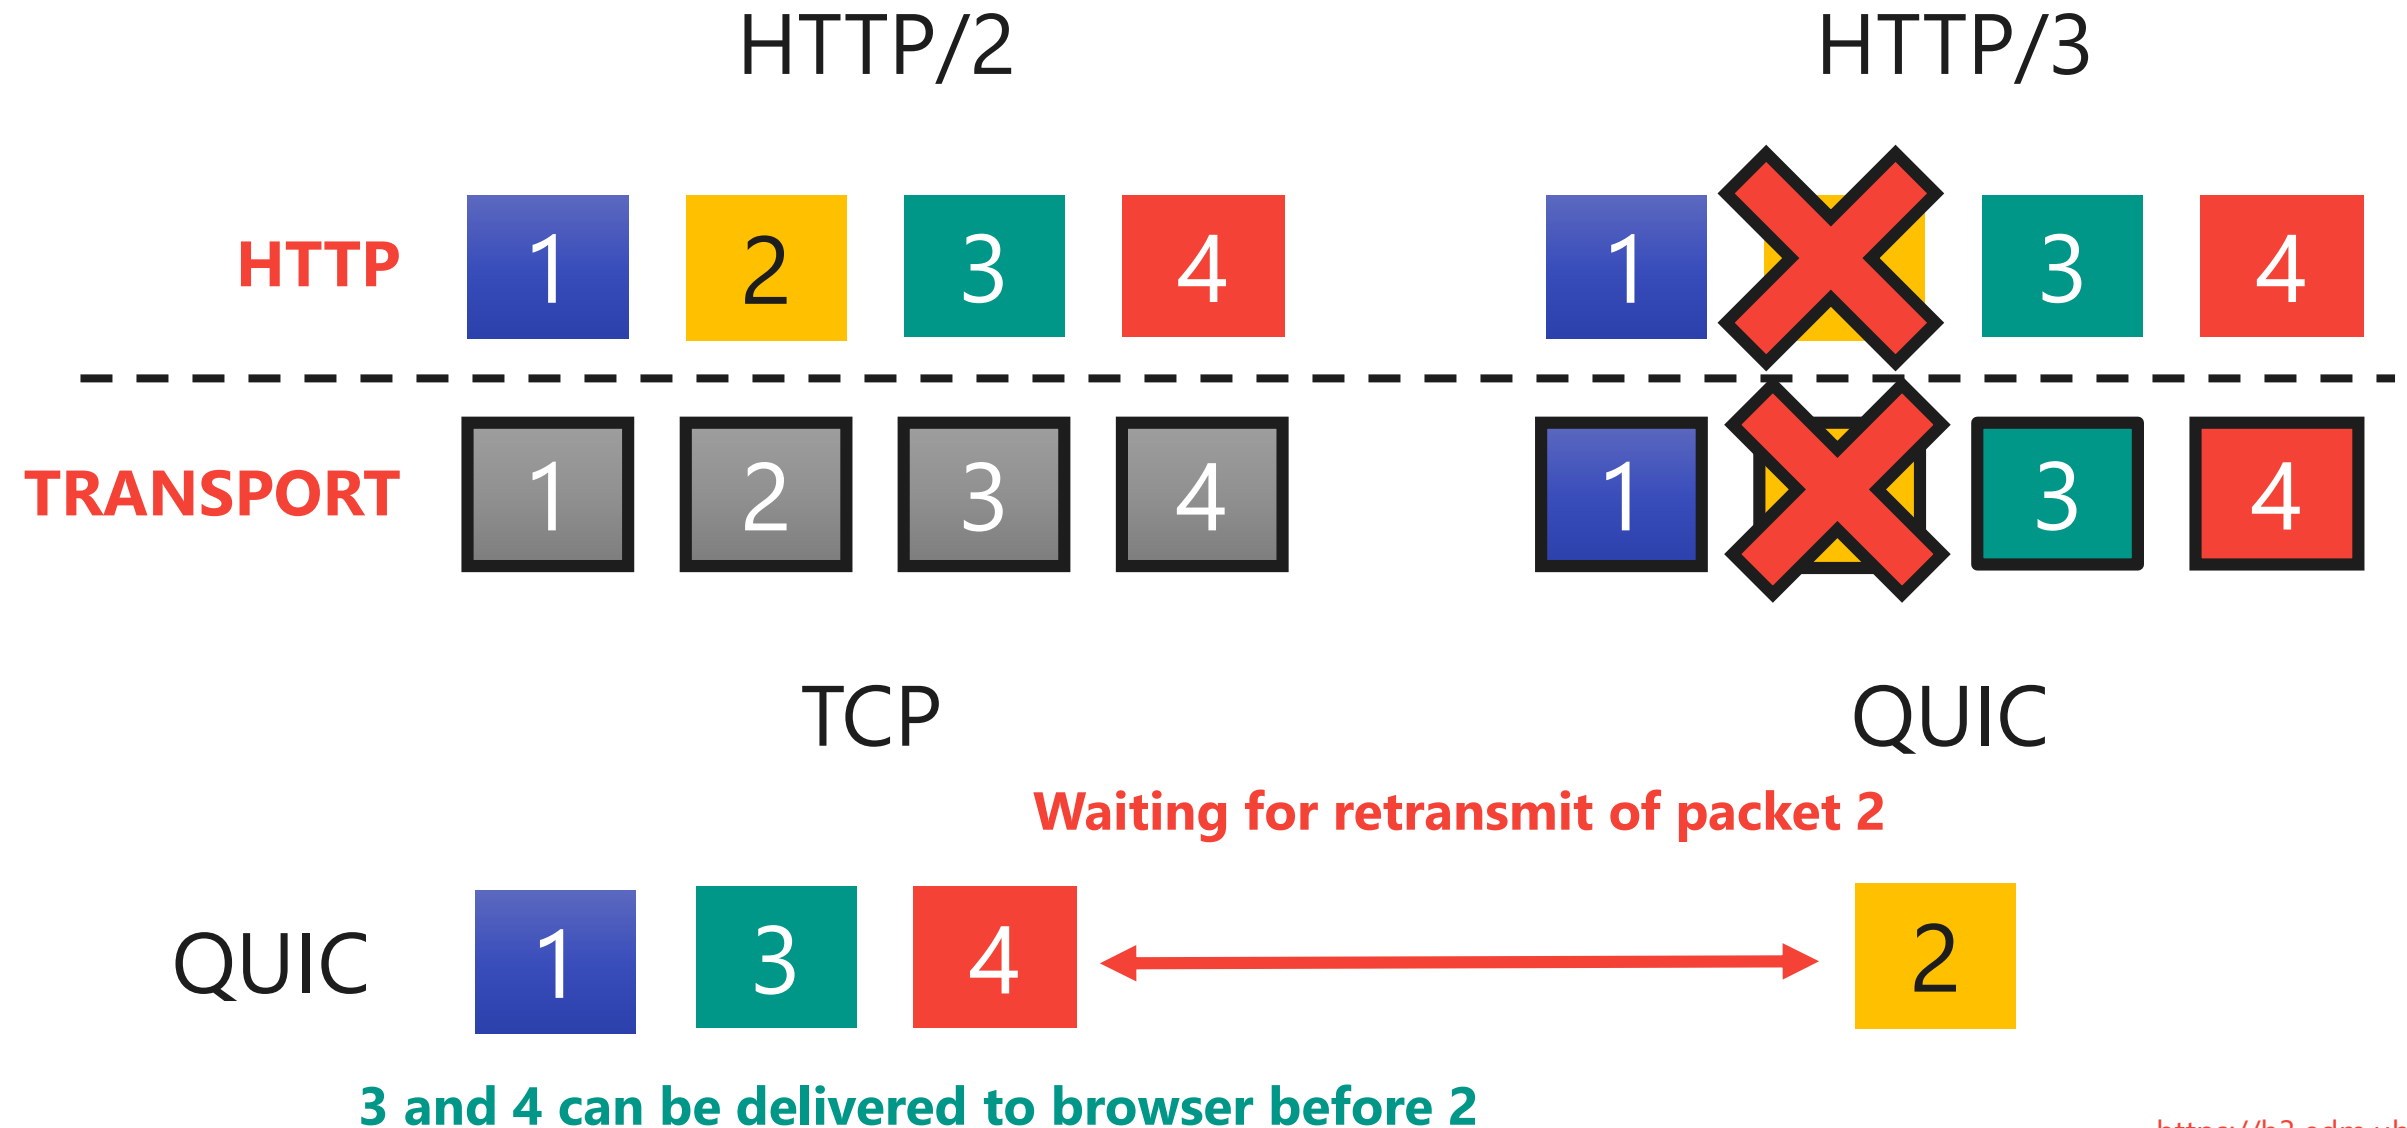 HTTP/2 HTTP/3
HTTP 1 2 3 4 1 3 4
TRANSPORT 1 2 3 4 1 3 4
TCP QUIC
Waiting for retransmit of packet 2
QUIC 1 3 4 2
3 and 4 can be delivered to browser before 2